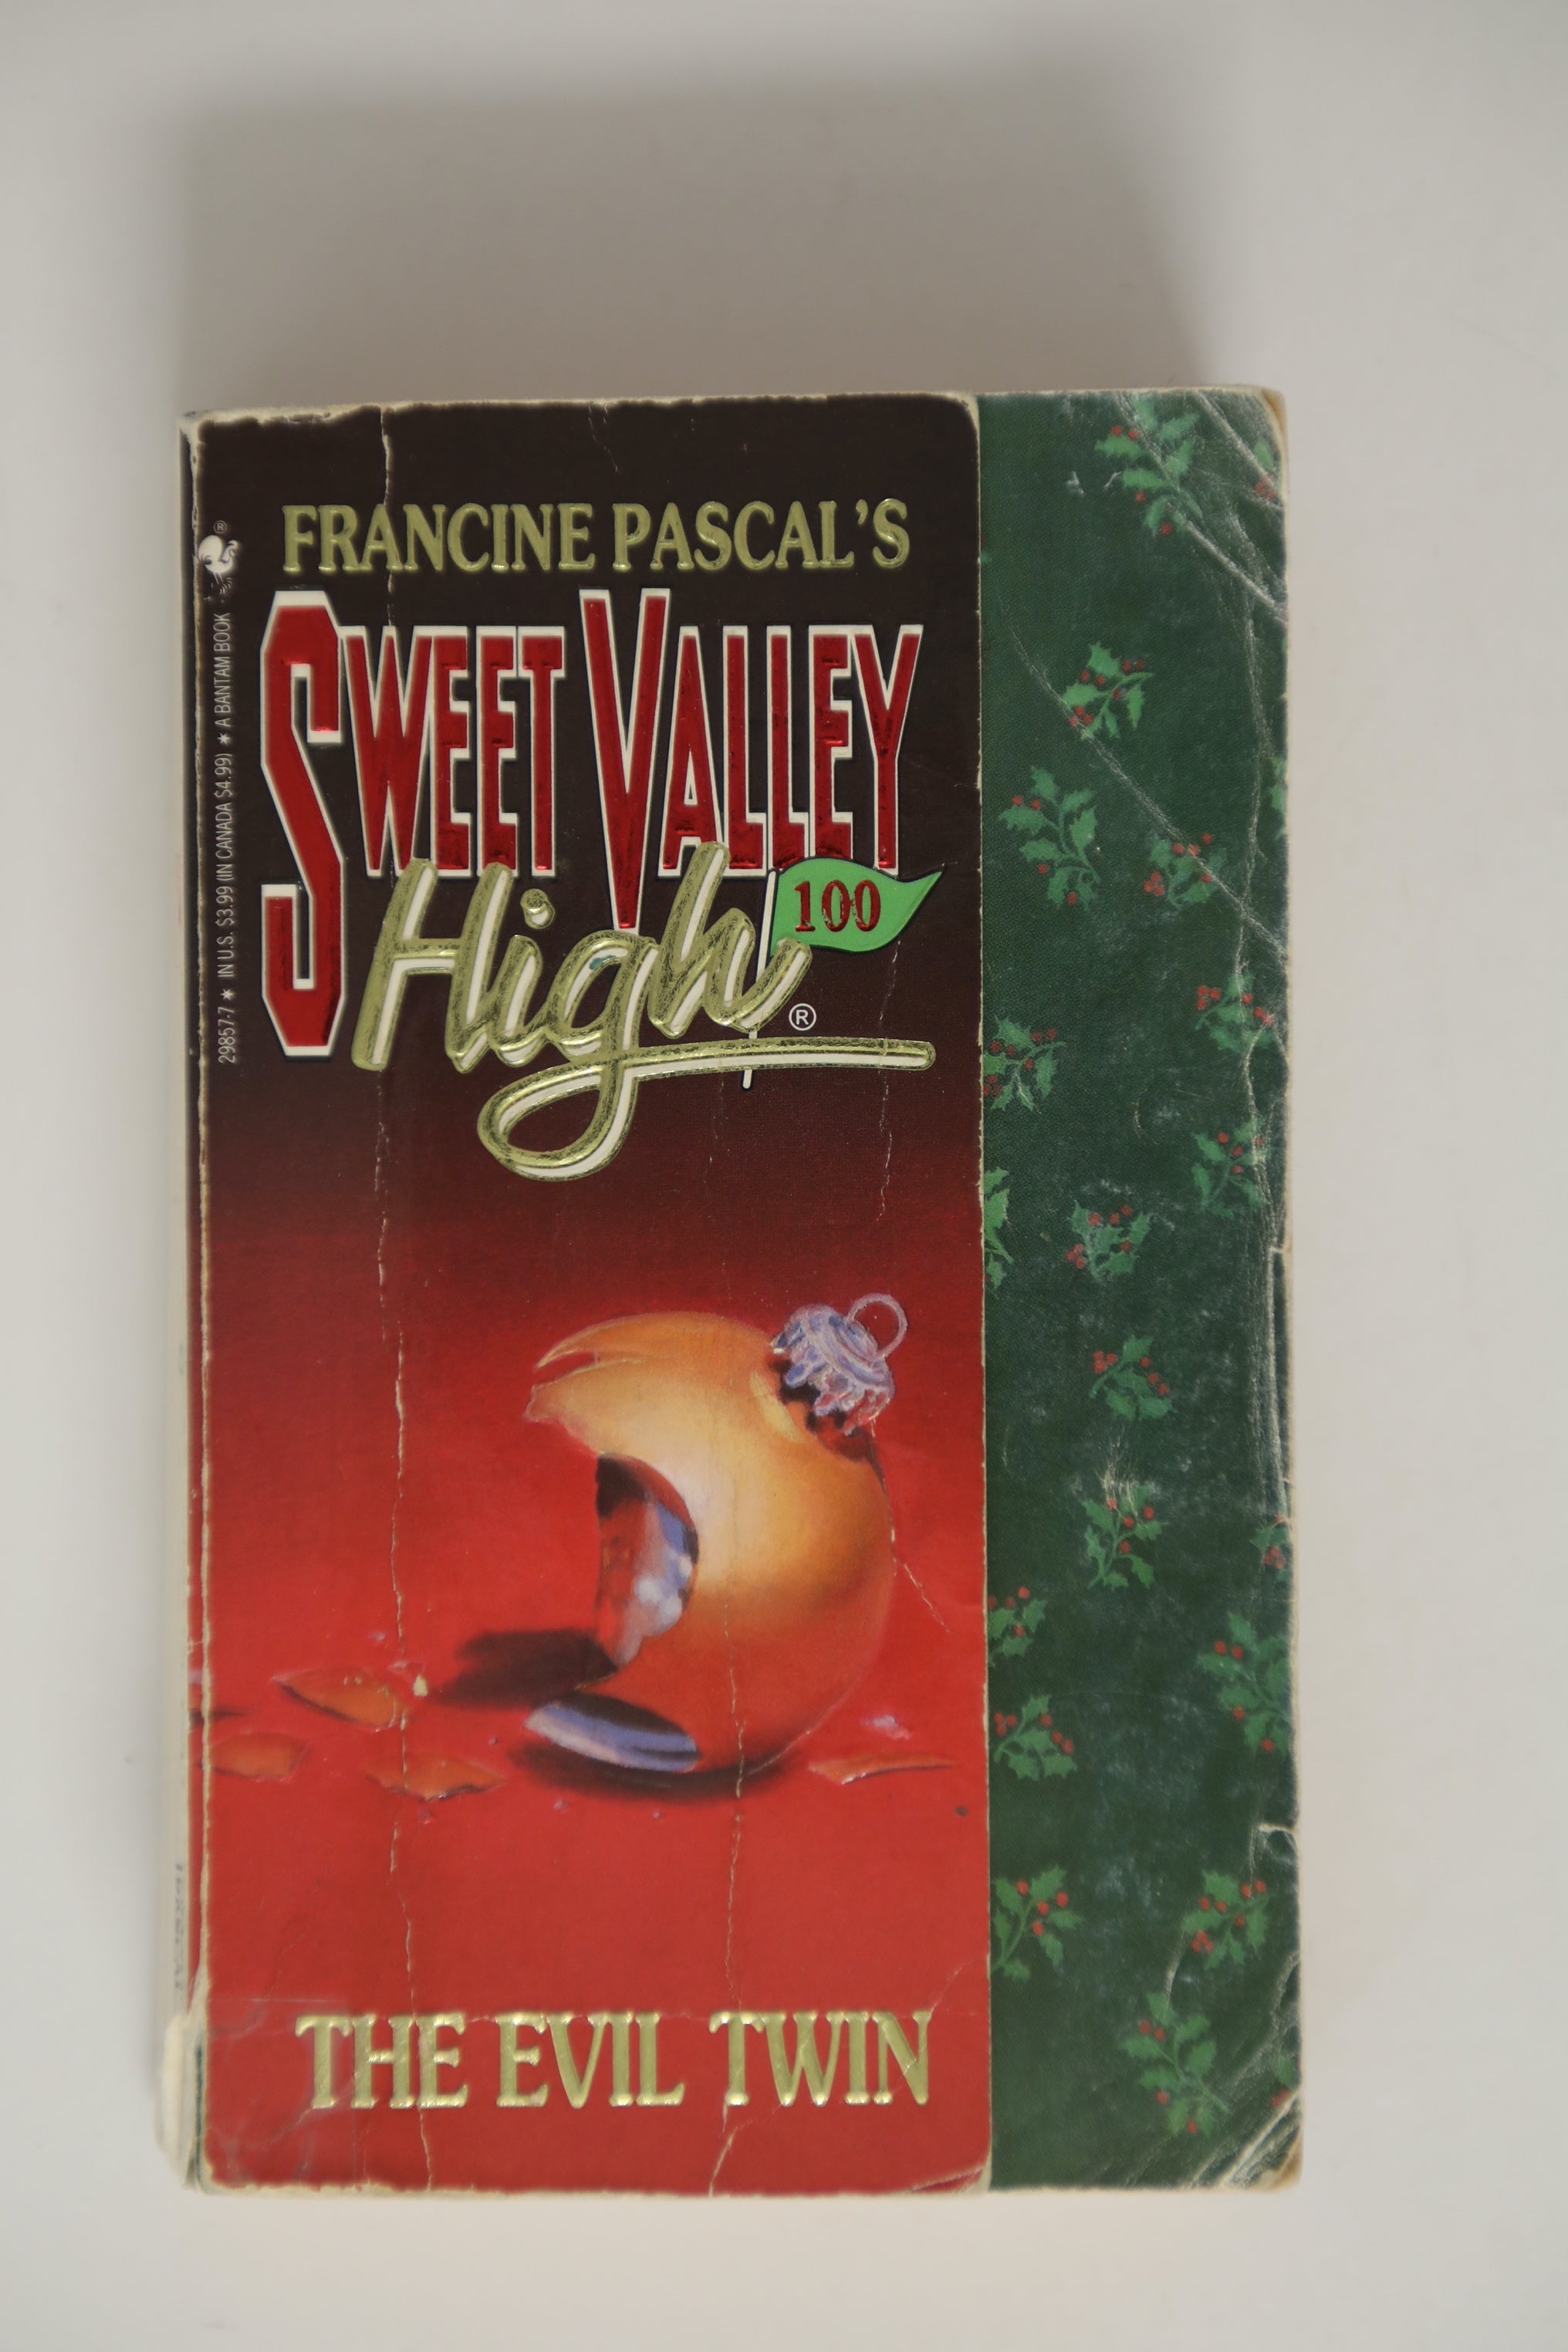 FRANCINE PASCAL'S
SWEET VALLEY
High®
100
THE EVIL TWIN
29857-7 ★ IN U.S. $3.99 (IN CANADA $4.99) ★ A BANTAM BOOK ®